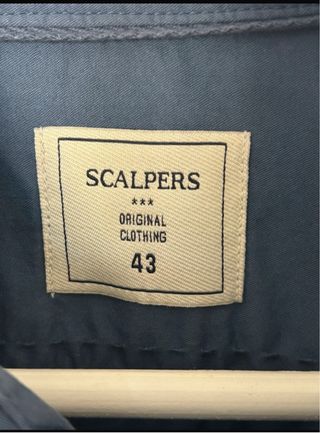 SCALPERS
***
ORIGINAL
CLOTHING
43